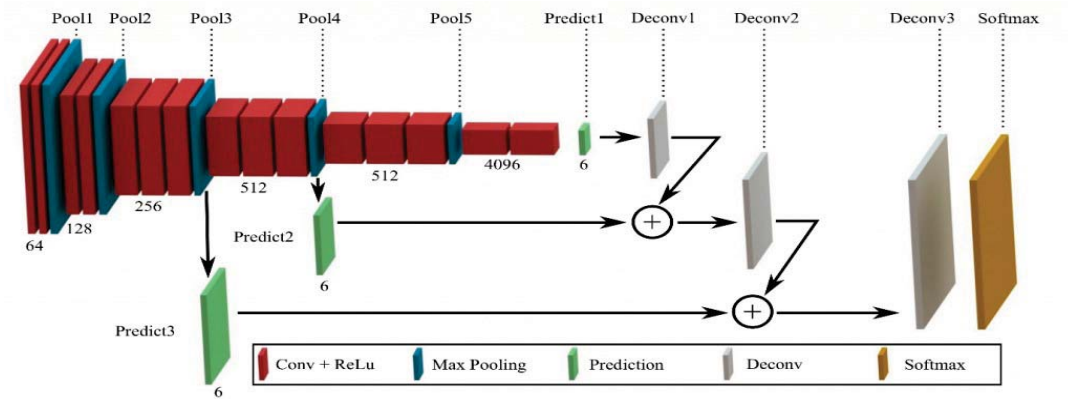 Pool1 Pool2 Pool3 Pool4 Pool5 Predict1 Deconv1 Deconv2 Deconv3 Softmax
64
128
256
512
512
4096
6
Predict2
6
Predict3
6
+
+
Conv + ReLu Max Pooling Prediction Deconv Softmax